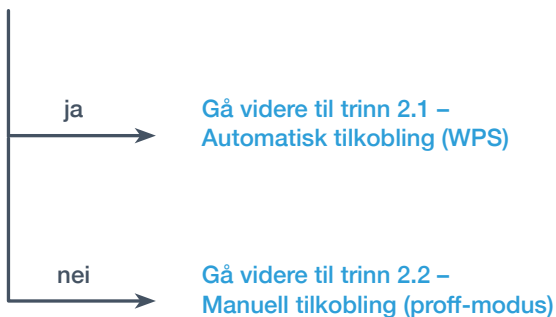 ja
Gå videre til trinn 2.1 –
Automatisk tilkobling (WPS)
nei
Gå videre til trinn 2.2 –
Manuell tilkobling (proff-modus)